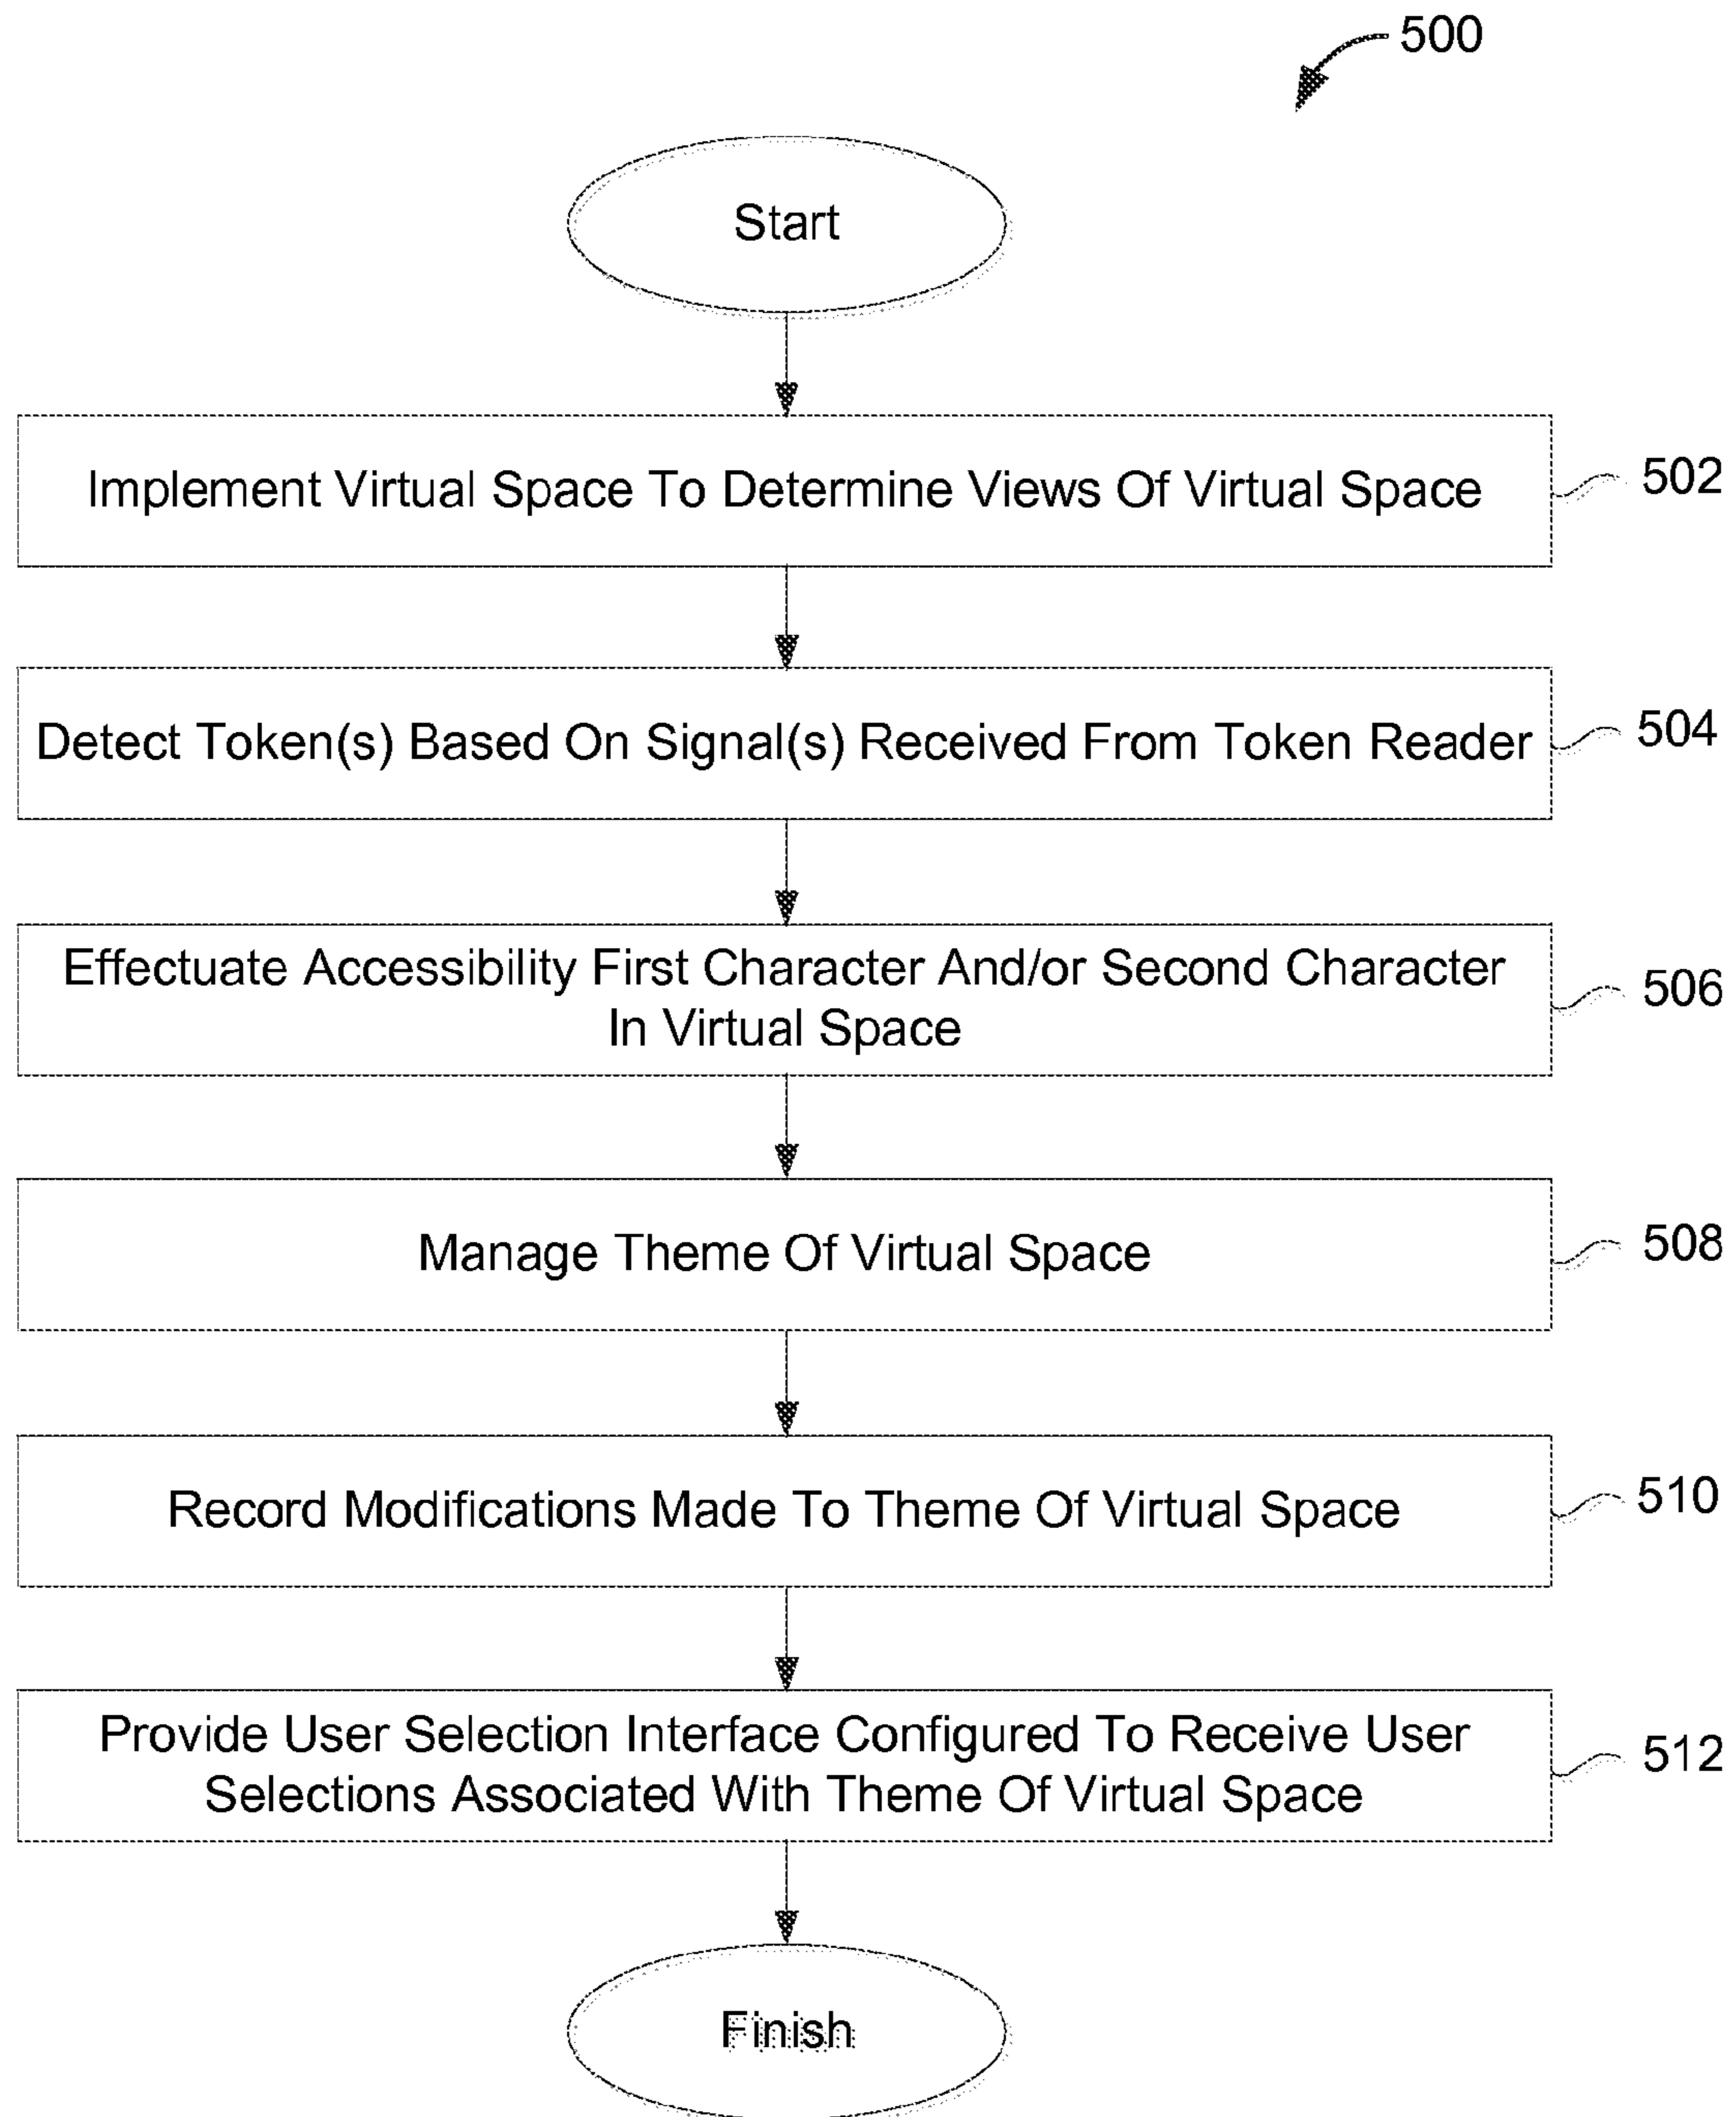 500
Start
Implement Virtual Space To Determine Views Of Virtual Space
502
Detect Token(s) Based On Signal(s) Received From Token Reader
504
Effectuate Accessibility First Character And/or Second Character
In Virtual Space
506
Manage Theme Of Virtual Space
508
Record Modifications Made To Theme Of Virtual Space
510
Provide User Selection Interface Configured To Receive User
Selections Associated With Theme Of Virtual Space
512
Finish